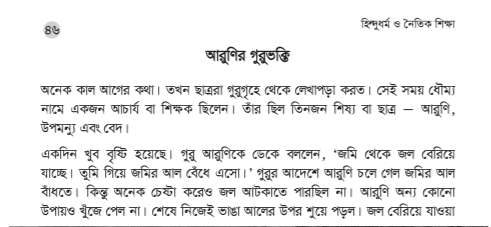 ৪৬
হিন্দুধর্ম ও নৈতিক শিক্ষা
আরুণির গুরুভক্তি
অনেক কাল আগের কথা। তখন ছাত্ররা গুরুগৃহে থেকে লেখাপড়া করত। সেই সময় ধৌম্য
নামে একজন আচার্য বা শিক্ষক ছিলেন। তাঁর ছিল তিনজন শিষ্য বা ছাত্র — আরুণি,
উপমন্যু এবং বেদ।
একদিন খুব বৃষ্টি হয়েছে। গুরু আরুণিকে ডেকে বললেন, ‘জমি থেকে জল বেরিয়ে
যাচ্ছে। তুমি গিয়ে জমির আল বেঁধে এসো।’ গুরুর আদেশে আরুণি চলে গেল জমির আল
বাঁধতে। কিন্তু অনেক চেষ্টা করেও জল আটকাতে পারছিল না। আরুণি অন্য কোনো
উপায়ও খুঁজে পেল না। শেষে নিজেই ভাঙা আলের উপর শুয়ে পড়ল। জল বেরিয়ে যাওয়া